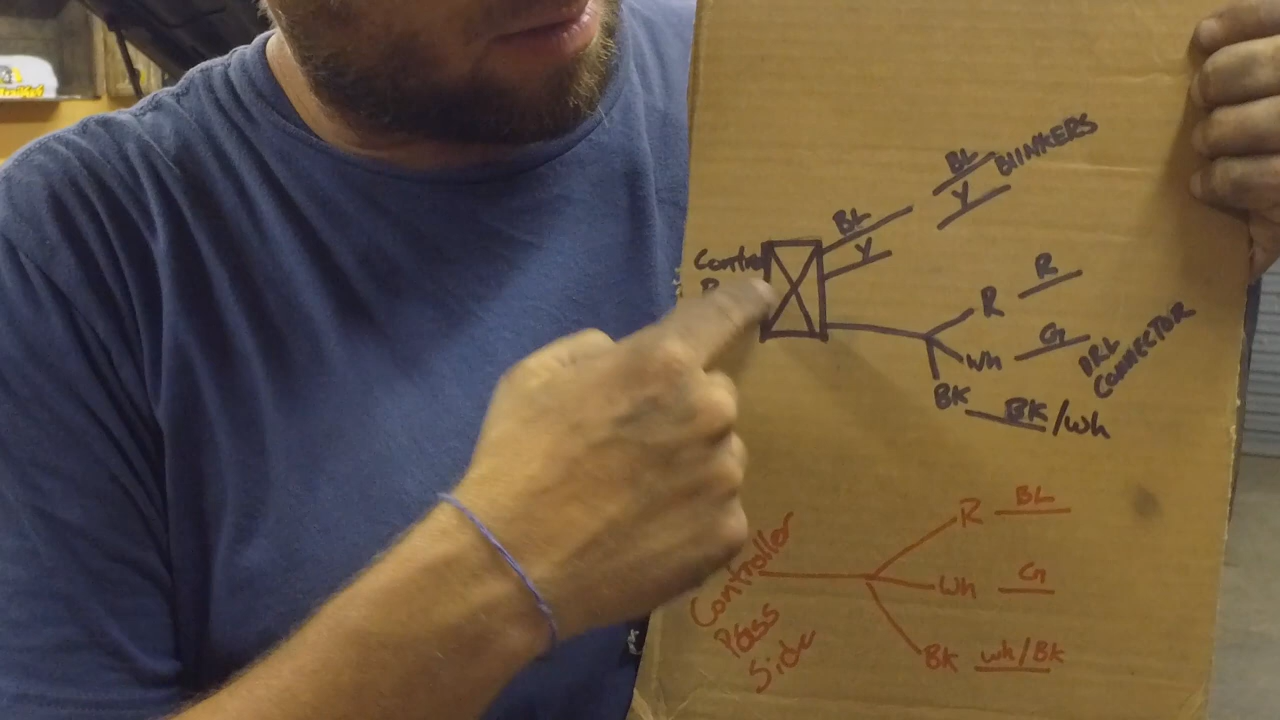 BL
BLINKERS
Y
BL
Y
R
R
Wh
G
DRL
CONNECTOR
BK
BK/Wh
R
BL
Controller
Pass
Side
Wh
G
BK
wh/BK